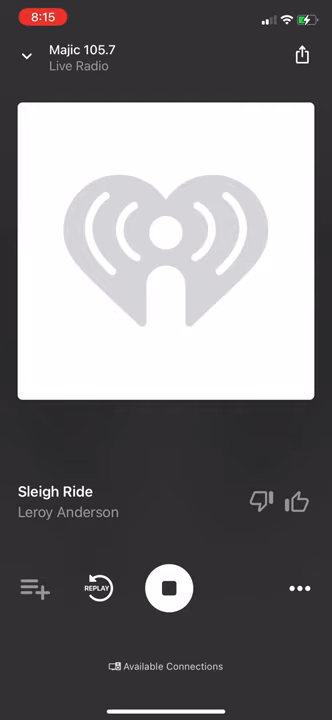 8:15
Majic 105.7
Live Radio
Sleigh Ride
Leroy Anderson
REPLAY
Available Connections